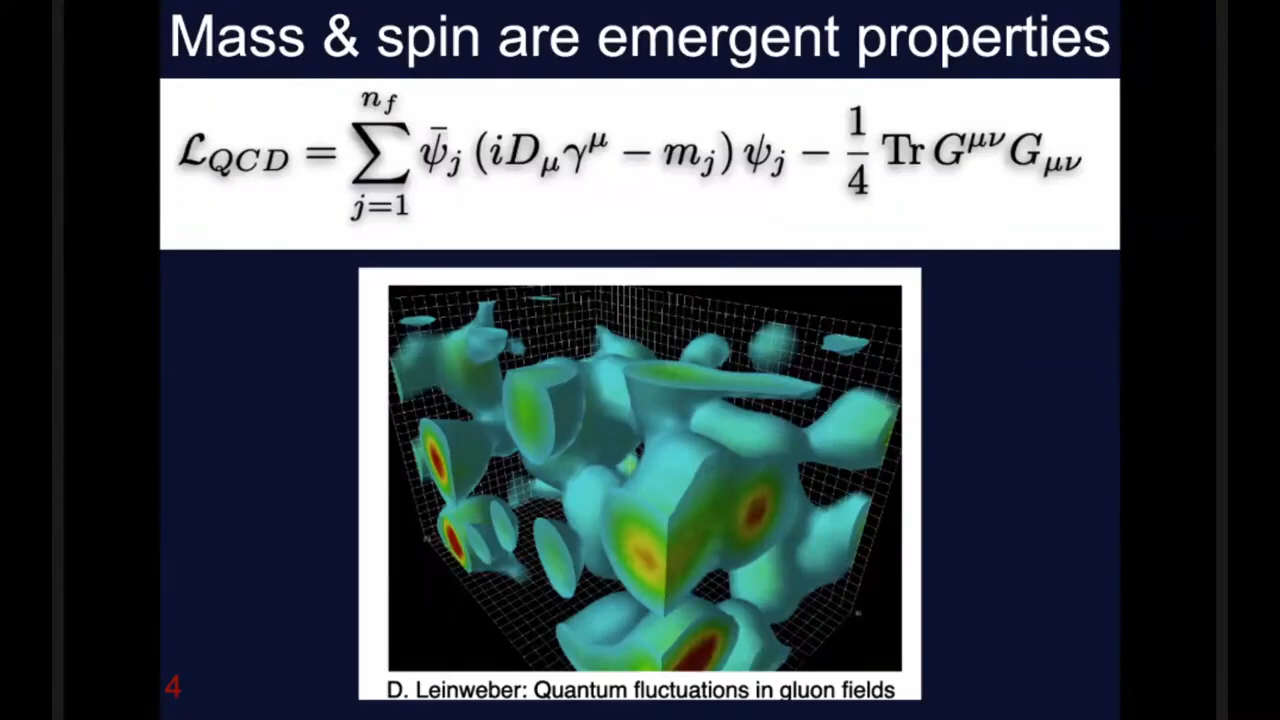 Mass & spin are emergent properties
$\mathcal{L}_{QCD} = \sum_{j=1}^{n_f} \bar{\psi}_j \left( i D_\mu \gamma^\mu - m_j \right) \psi_j - \frac{1}{4} \mathrm{Tr}\, G^{\mu\nu} G_{\mu\nu}$
D. Leinweber: Quantum fluctuations in gluon fields
4